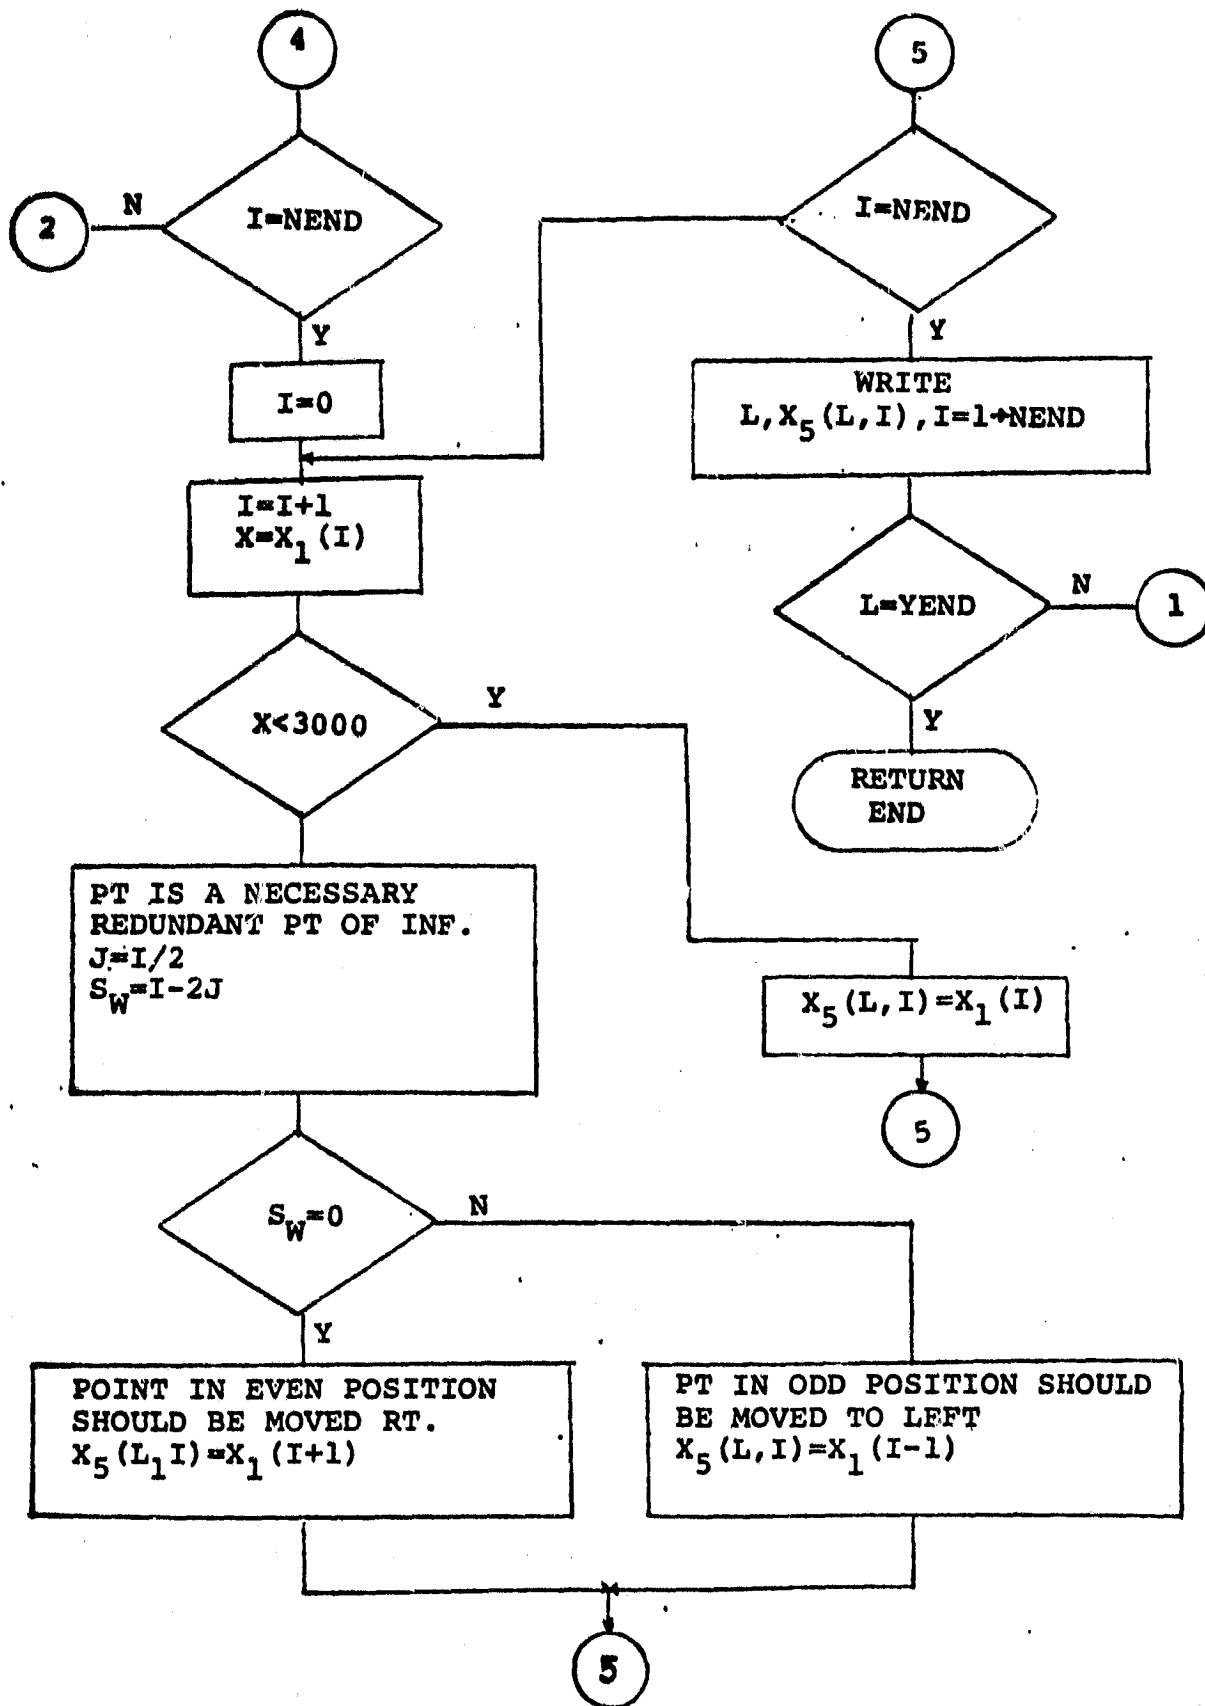 4
N
2
I=NEND
Y
I=0
I=I+1
X=X1(I)
X<3000
Y
PT IS A NECESSARY
REDUNDANT PT OF INF.
J=I/2
SW=I-2J
SW=0
N
Y
POINT IN EVEN POSITION
SHOULD BE MOVED RT.
X5(L1I)=X1(I+1)
PT IN ODD POSITION SHOULD
BE MOVED TO LEFT
X5(L,I)=X1(I-1)
5
5
I=NEND
Y
WRITE
L,X5(L,I),I=1→NEND
L=YEND
N
1
Y
RETURN
END
X5(L,I)=X1(I)
5